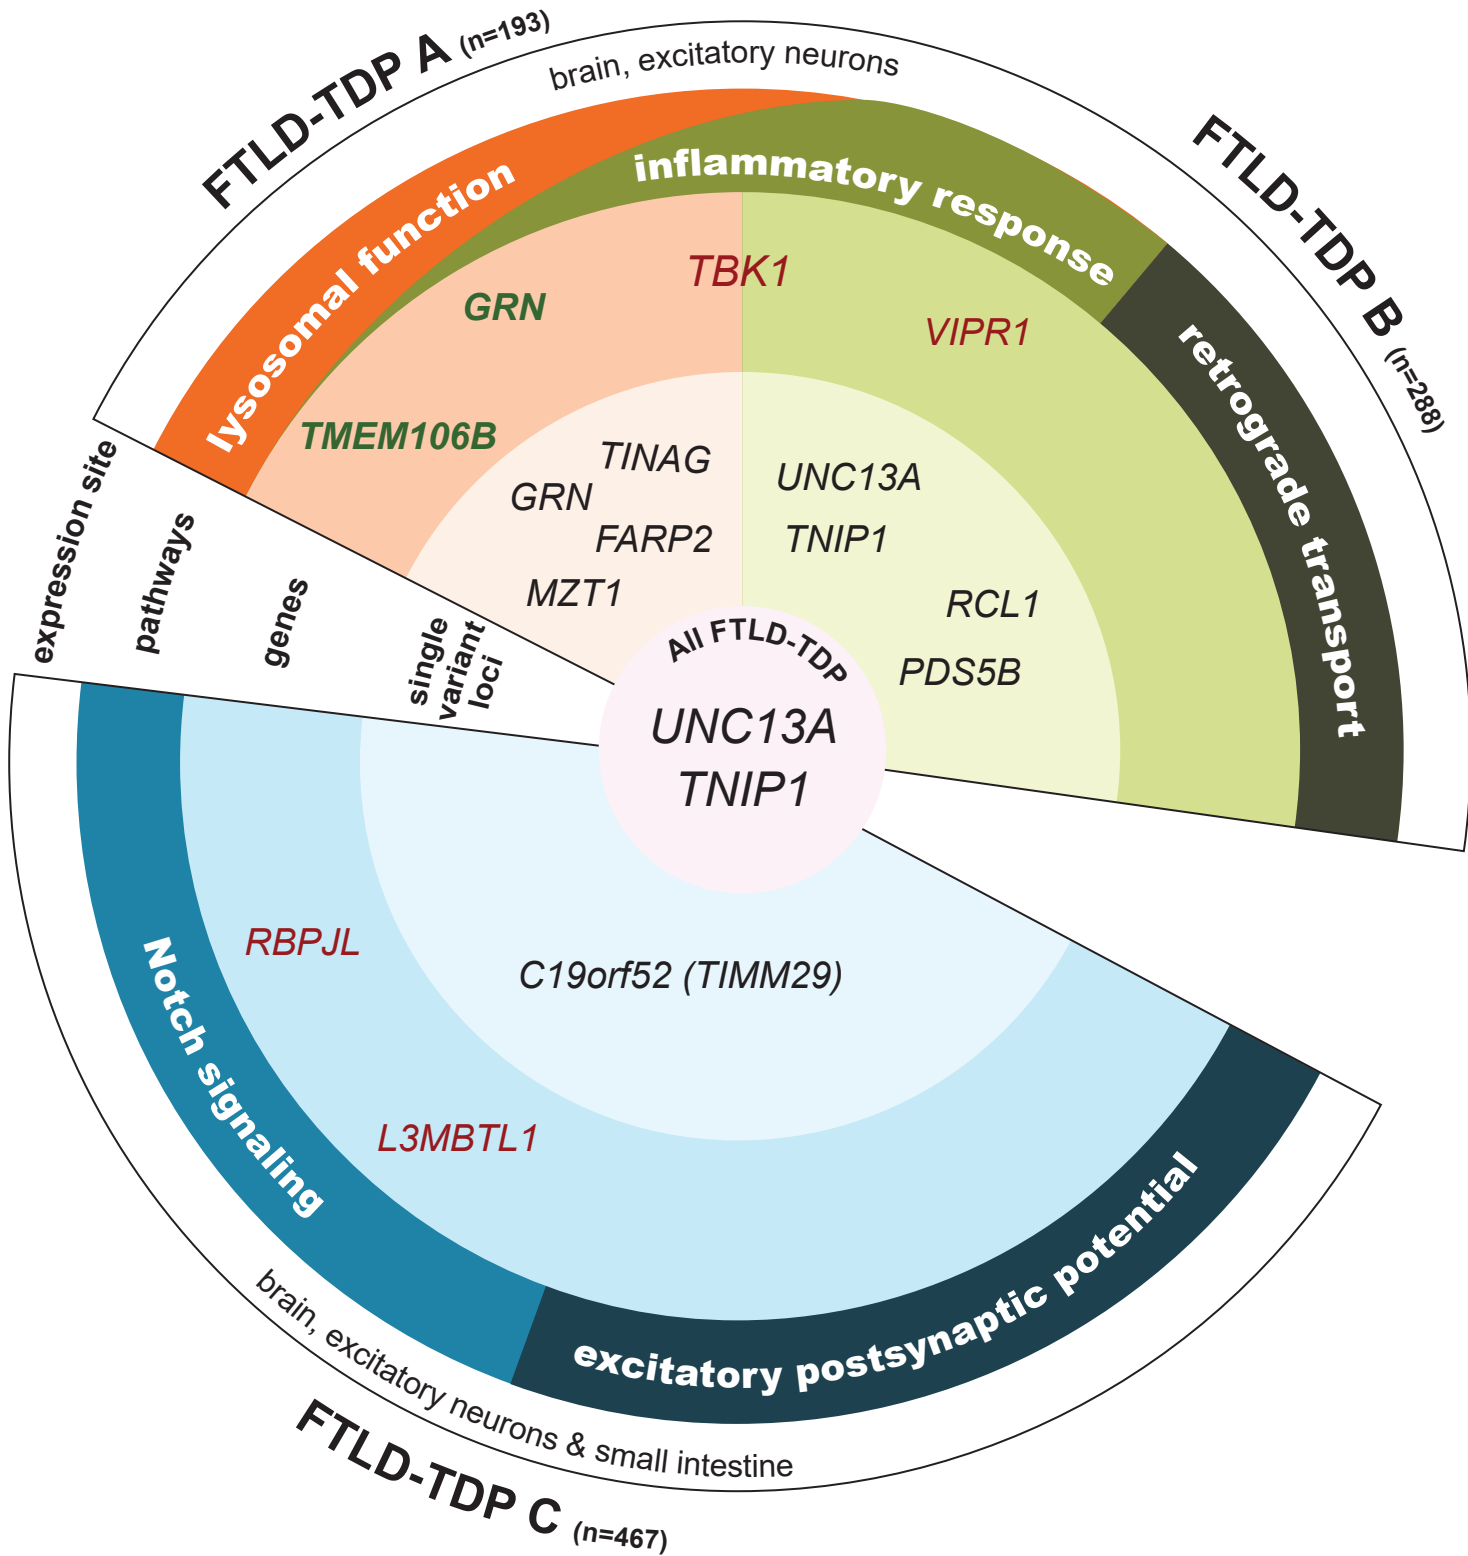 FTLD-TDP A (n=193)
brain, excitatory neurons
FTLD-TDP B (n=288)
lysosomal function
inflammatory response
retrograde transport
TBK1
GRN
VIPR1
TMEM106B
TINAG
GRN
FARP2
MZT1
UNC13A
TNIP1
RCL1
PDS5B
expression site
pathways
genes
single
variant
loci
All FTLD-TDP
UNC13A
TNIP1
RBPJL
C19orf52 (TIMM29)
L3MBTL1
Notch signaling
excitatory postsynaptic potential
brain, excitatory neurons & small intestine
FTLD-TDP C (n=467)